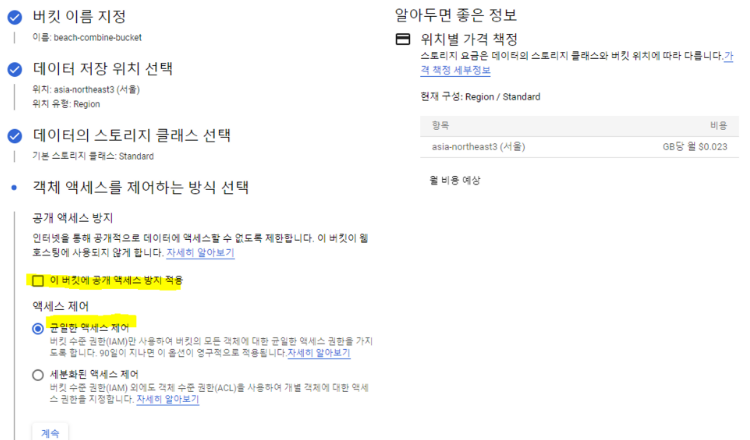 버킷 이름 지정
이름: beach-combine-bucket
데이터 저장 위치 선택
위치: asia-northeast3 (서울)
위치 유형: Region
데이터의 스토리지 클래스 선택
기본 스토리지 클래스: Standard
객체 액세스를 제어하는 방식 선택
공개 액세스 방지
인터넷을 통해 공개적으로 데이터에 액세스할 수 없도록 제한합니다. 이 버킷이 웹
호스팅에 사용되지 않게 합니다. 자세히 알아보기
이 버킷에 공개 액세스 방지 적용
액세스 제어
균일한 액세스 제어
버킷 수준 권한(IAM)만 사용하여 버킷의 모든 객체에 대한 균일한 액세스 권한을 가지
도록 합니다. 90일이 지나면 이 옵션이 영구적으로 적용됩니다.자세히 알아보기
세분화된 액세스 제어
버킷 수준 권한(IAM) 외에도 객체 수준 권한(ACL)을 사용하여 개별 객체에 대한 액세
스 권한을 지정합니다. 자세히 알아보기
계속
알아두면 좋은 정보
위치별 가격 책정
스토리지 요금은 데이터의 스토리지 클래스와 버킷 위치에 따라 다릅니다.가
격 책정 세부정보
현재 구성: Region / Standard
항목 비용
asia-northeast3 (서울) GB당 월 $0.023
월 비용 예상